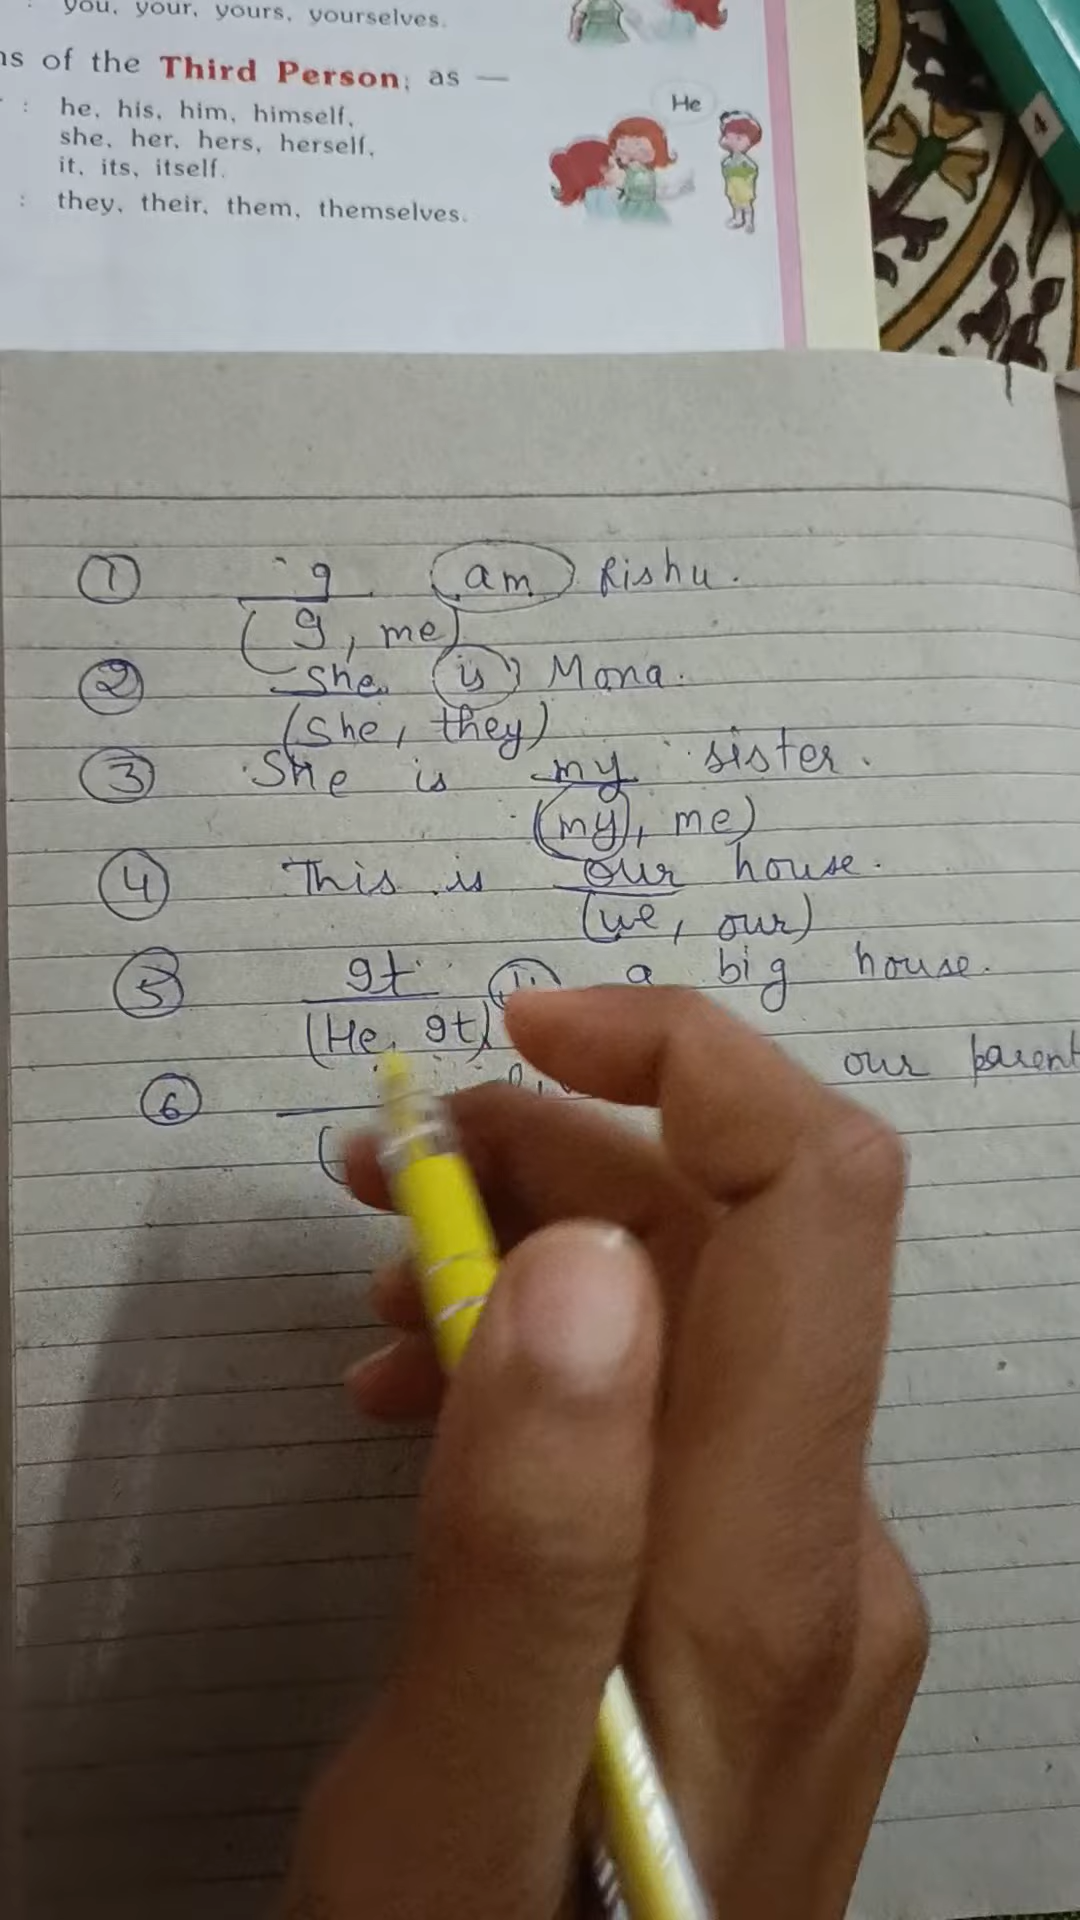 you, your, yours, yourselves.
of the Third Person; as —
: he, his, him, himself,
He
she, her, hers, herself,
it, its, itself.
: they, their, them, themselves.
4
① I am Rishu.
(I, me)
② She is Mona.
(She, they)
③ She is my sister.
(my, me)
④ This is our house.
(we, our)
⑤ It a big house.
(He, It)
⑥ our parent
(